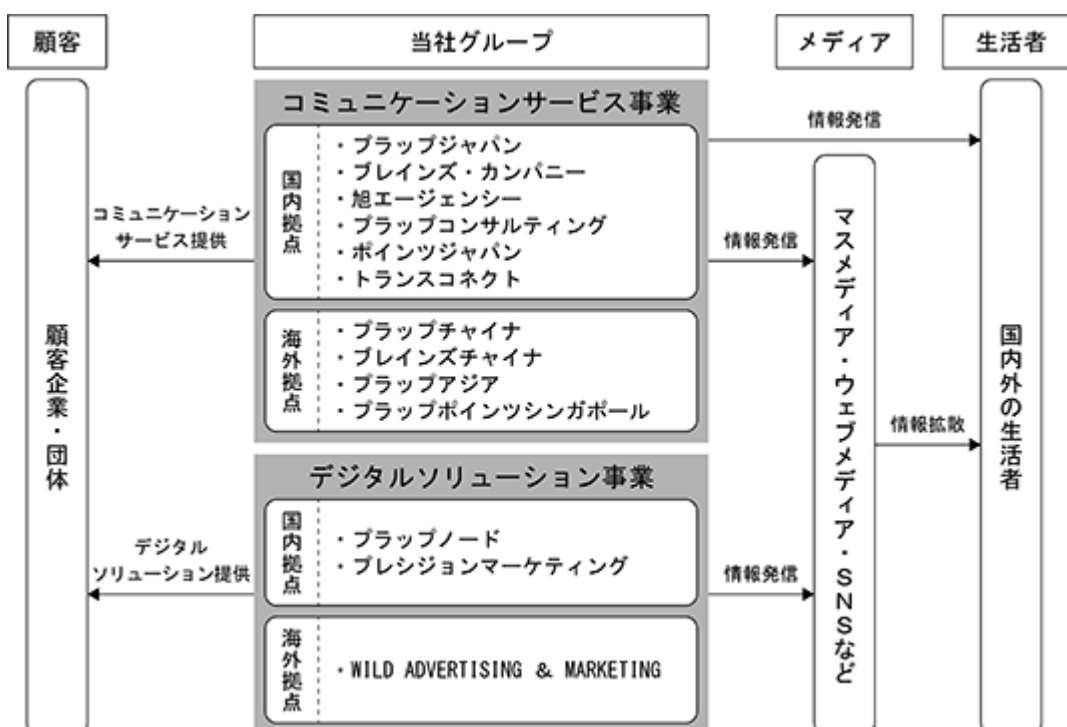 顧客
当社グループ
メディア
生活者
コミュニケーションサービス事業
国内拠点
・プラップジャパン
・ブレインズ・カンパニー
・旭エージェンシー
・プラップコンサルティング
・ポインツジャパン
・トランスコネクト
海外拠点
・プラップチャイナ
・ブレインズチャイナ
・プラップアジア
・プラップポインツシンガポール
デジタルソリューション事業
国内拠点
・プラップノード
・プレシジョンマーケティング
海外拠点
・WILD ADVERTISING & MARKETING
コミュニケーション
サービス提供
デジタル
ソリューション提供
顧客企業・団体
情報発信
情報発信
情報発信
マスメディア・ウェブメディア・SNSなど
情報拡散
国内外の生活者